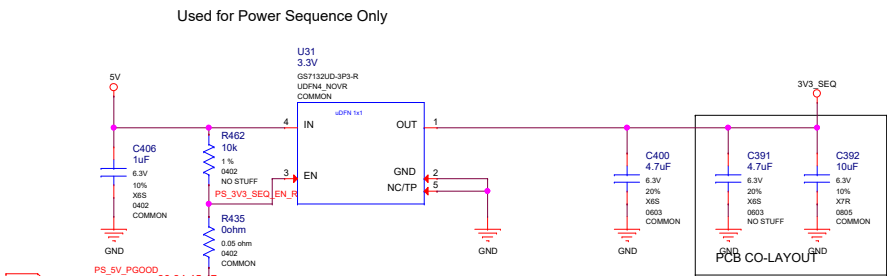 Used for Power Sequence Only
U31
3.3V
GS7132UD-3P3-R
UDFN4_NOVR
COMMON
5V
3V3_SEQ
uDFN 1x1
4
IN
OUT
1
R462
10k
1 %
0402
NO STUFF
C406
1uF
6.3V
10%
X6S
0402
COMMON
3
EN
GND
2
NC/TP
5
PS_3V3_SEQ_EN_R
C400
4.7uF
6.3V
20%
X6S
0603
COMMON
C391
4.7uF
6.3V
20%
X6S
0603
NO STUFF
C392
10uF
6.3V
10%
X7R
0805
COMMON
R435
0ohm
0.05 ohm
0402
COMMON
GND
GND
GND
GND
GND
PCB CO-LAYOUT
PS_5V_PGOOD